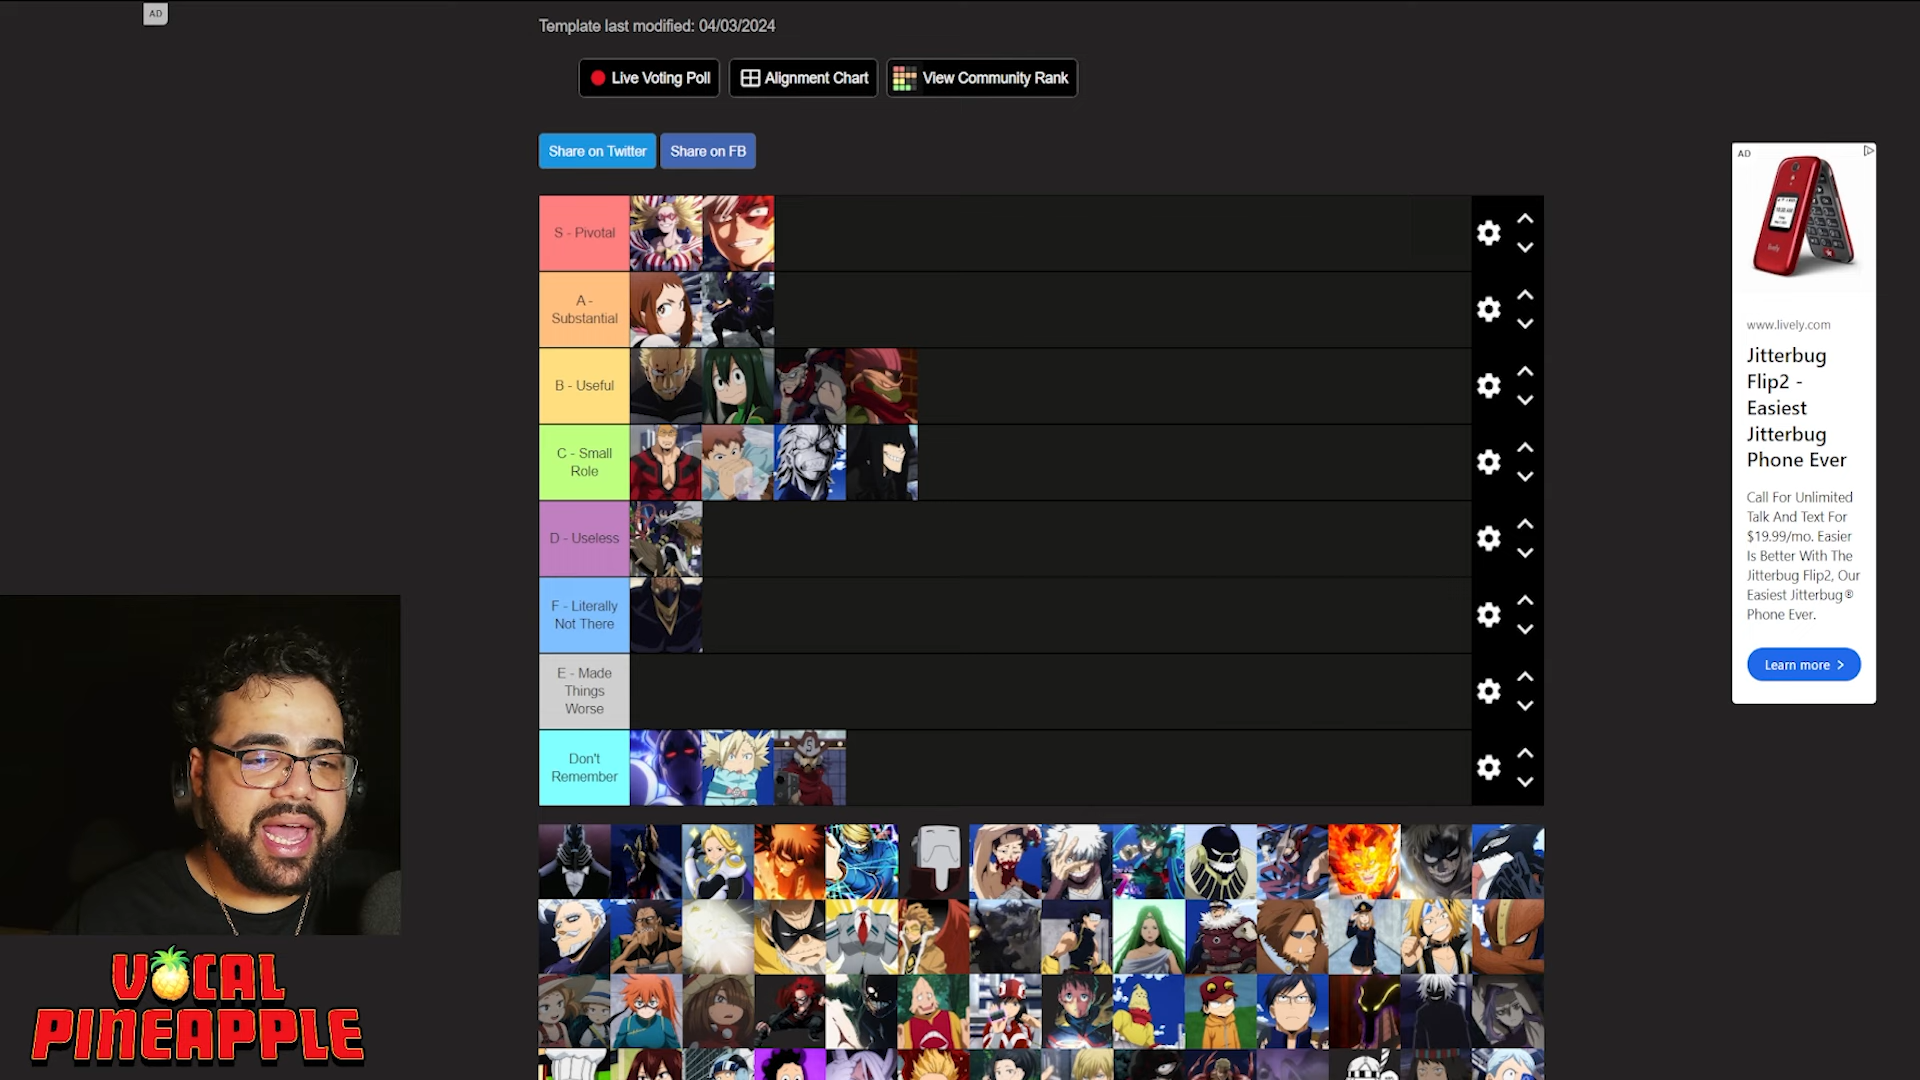 AD
Template last modified: 04/03/2024
Live Voting Poll
Alignment Chart
View Community Rank
Share on Twitter
Share on FB
S - Pivotal
A -
Substantial
B - Useful
C - Small
Role
D - Useless
F - Literally
Not There
E - Made
Things
Worse
Don't
Remember
AD
lively
www.lively.com
Jitterbug
Flip2 -
Easiest
Jitterbug
Phone Ever
Call For Unlimited
Talk And Text For
$19.99/mo. Easier
Is Better With The
Jitterbug Flip2, Our
Easiest Jitterbug®
Phone Ever.
Learn more >
VOCAL
PINEAPPLE